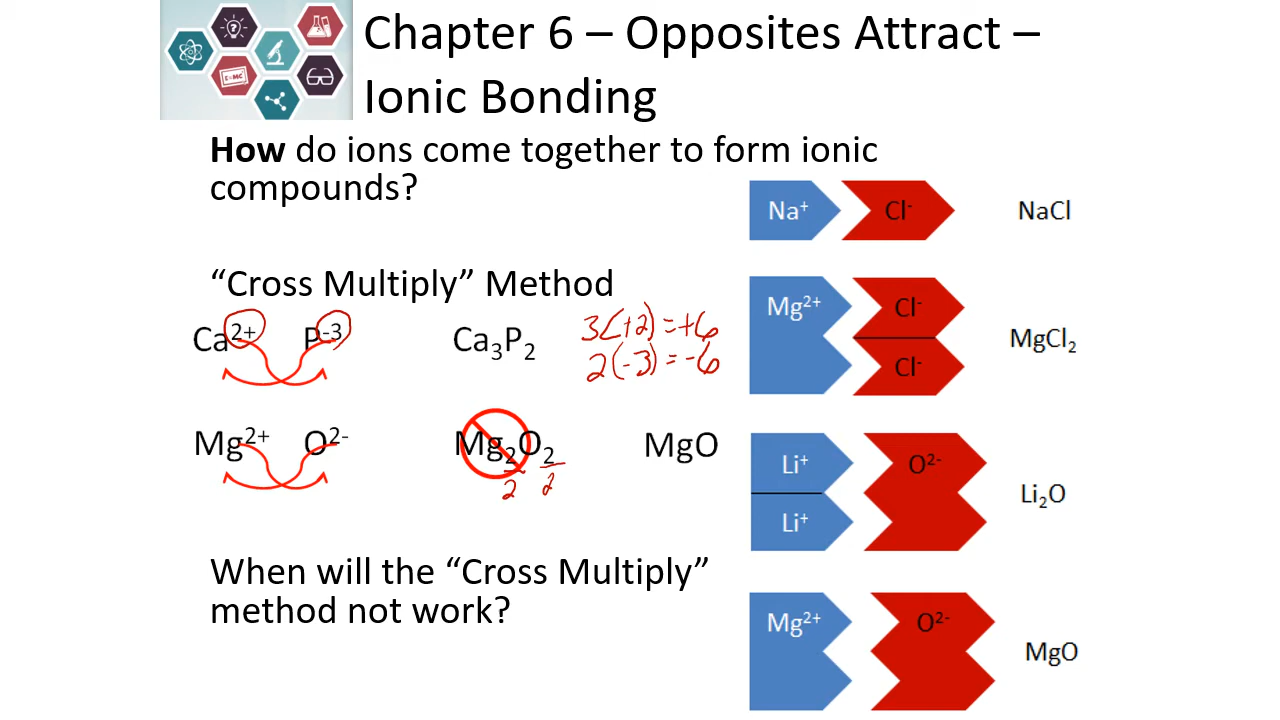 Chapter 6 – Opposites Attract –
Ionic Bonding
E=MC
How do ions come together to form ionic
compounds?
“Cross Multiply” Method
Ca²⁺ P⁻³ Ca₃P₂ 3(+2) = +6
2(-3) = -6
Mg²⁺ O²⁻ Mg₂O₂ MgO
2 2
When will the “Cross Multiply”
method not work?
Na⁺ Cl⁻ NaCl
Mg²⁺ Cl⁻
MgCl₂
Cl⁻
Li⁺ O²⁻
Li₂O
Li⁺
Mg²⁺ O²⁻
MgO